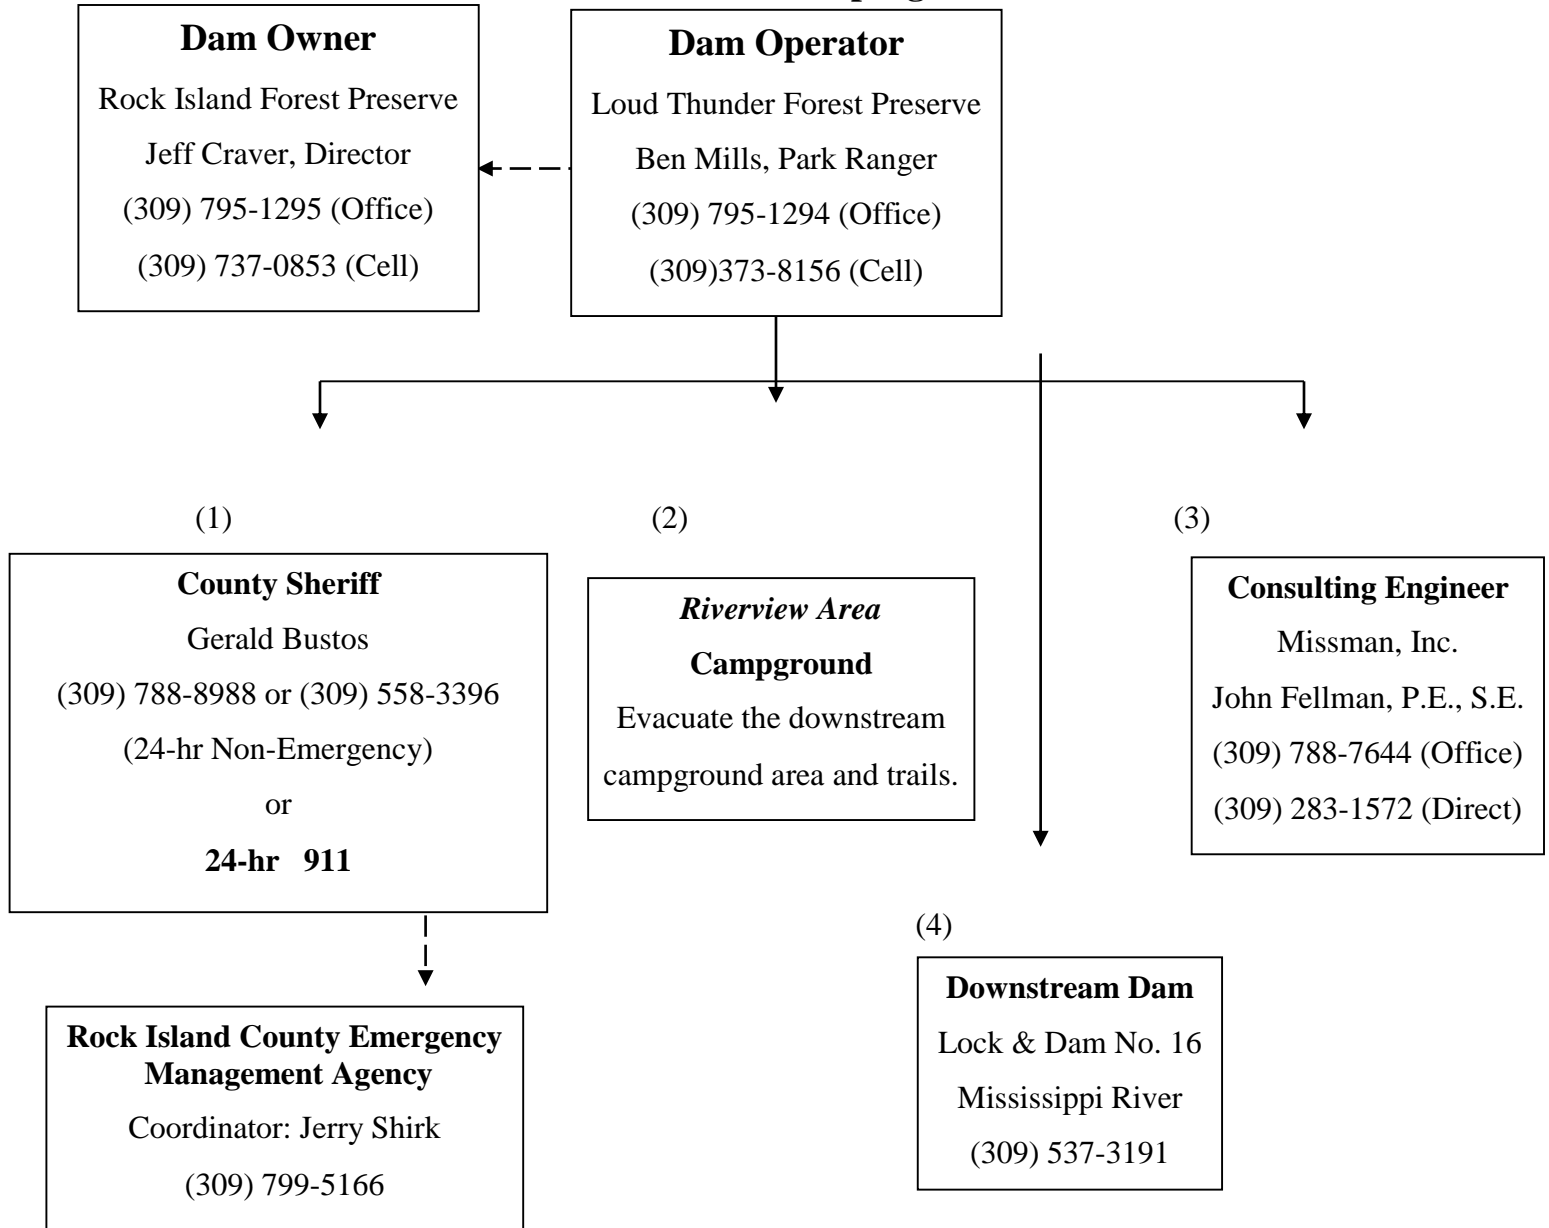 Dam Owner
Rock Island Forest Preserve
Jeff Craver, Director
(309) 795-1295 (Office)
(309) 737-0853 (Cell)
Dam Operator
Loud Thunder Forest Preserve
Ben Mills, Park Ranger
(309) 795-1294 (Office)
(309)373-8156 (Cell)
(1)
County Sheriff
Gerald Bustos
(309) 788-8988 or (309) 558-3396
(24-hr Non-Emergency)
or
24-hr 911
Rock Island County Emergency
Management Agency
Coordinator: Jerry Shirk
(309) 799-5166
(2)
Riverview Area
Campground
Evacuate the downstream
campground area and trails.
(3)
Consulting Engineer
Missman, Inc.
John Fellman, P.E., S.E.
(309) 788-7644 (Office)
(309) 283-1572 (Direct)
(4)
Downstream Dam
Lock & Dam No. 16
Mississippi River
(309) 537-3191